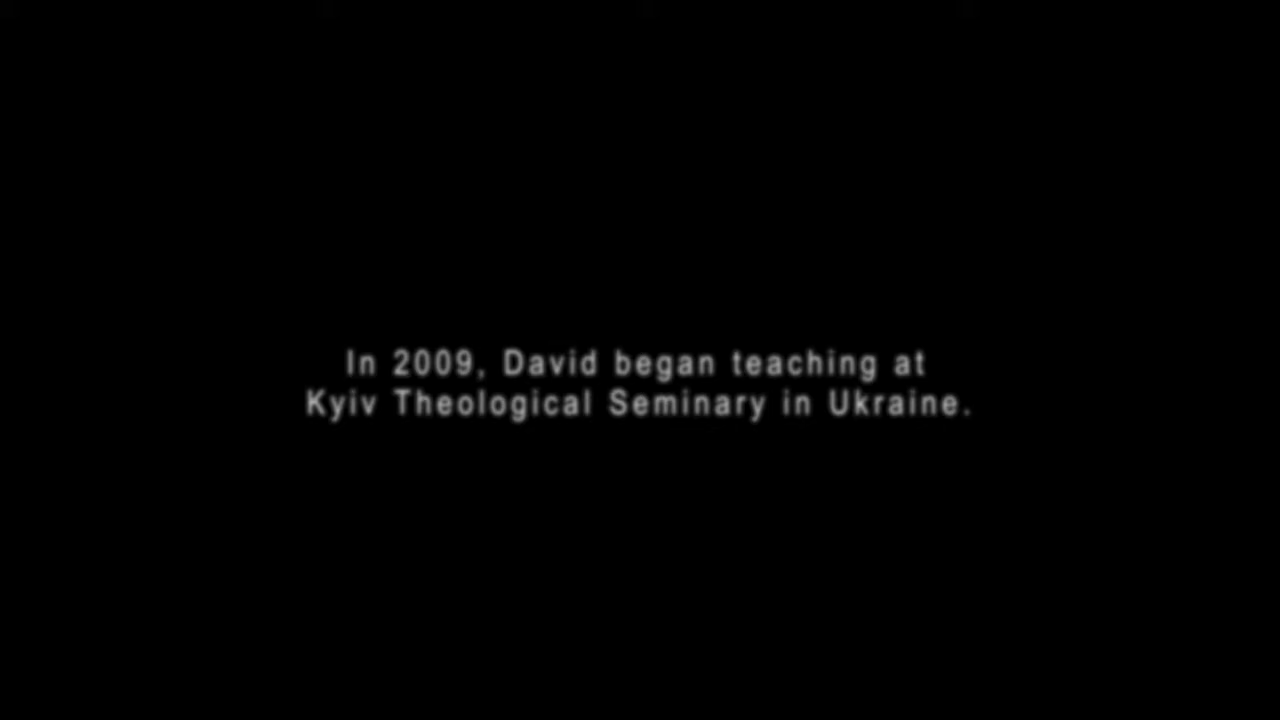 In 2009, David began teaching at
Kyiv Theological Seminary in Ukraine.